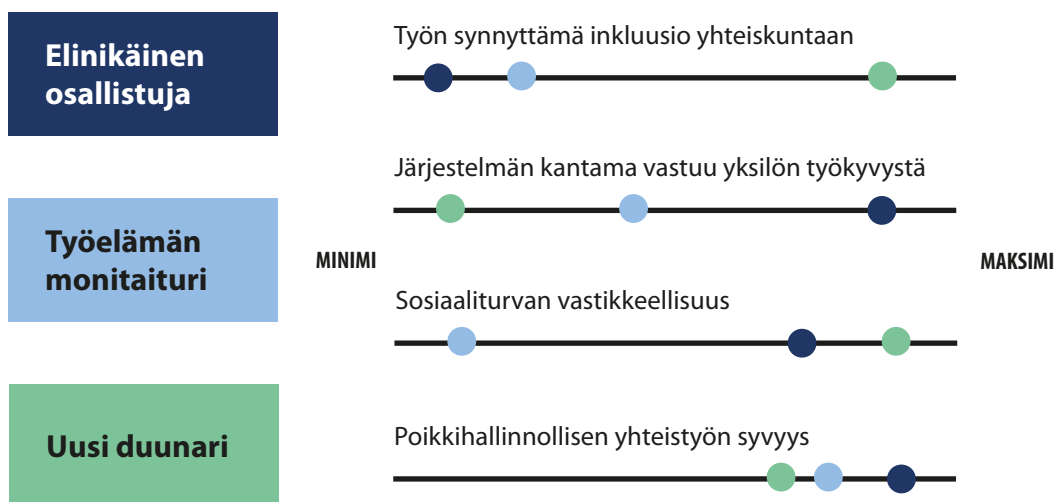 Elinikäinen
osallistuja
Työelämän
monitaituri
Uusi duunari
MINIMI
Työn synnyttämä inkluusio yhteiskuntaan
Järjestelmän kantama vastuu yksilön työkyvystä
Sosiaaliturvan vastikkeellisuus
Poikkihallinnollisen yhteistyön syvyys
MAKSIMI